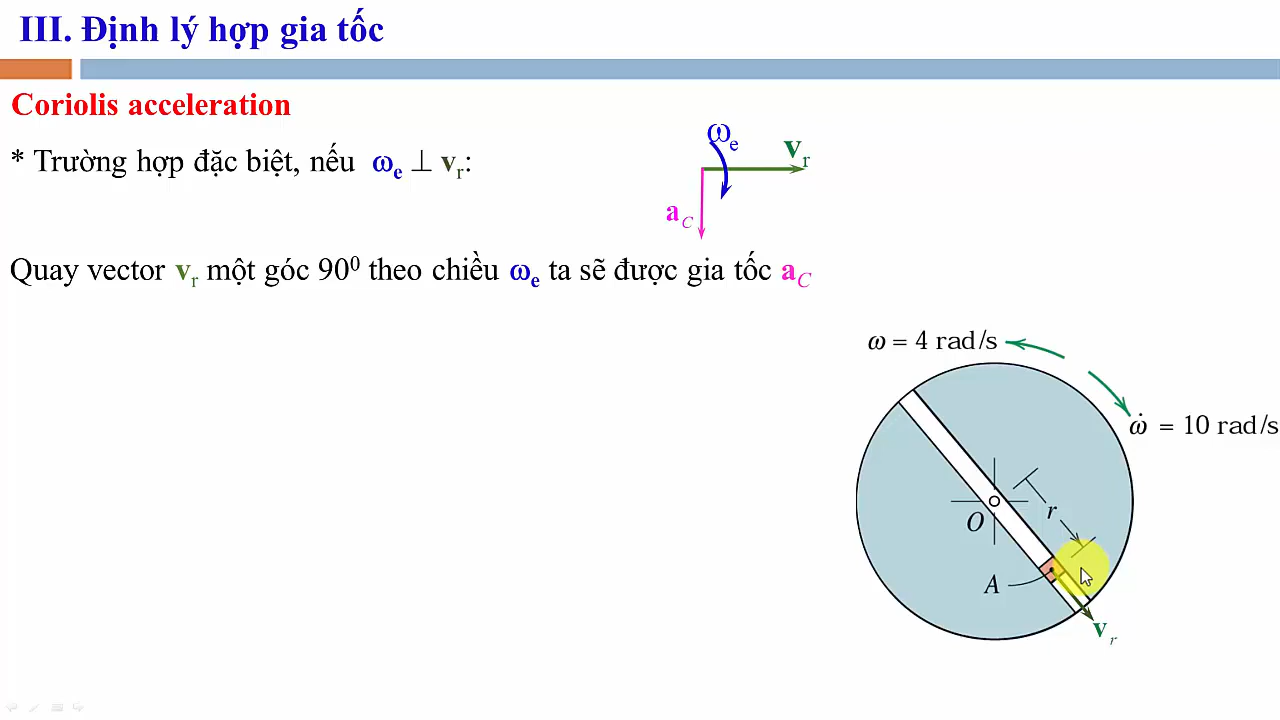 III. Định lý hợp gia tốc
Coriolis acceleration
* Trường hợp đặc biệt, nếu ωe ⊥ vr:
ωe
vr
aC
Quay vector vr một góc 90⁰ theo chiều ωe ta sẽ được gia tốc aC
ω = 4 rad/s
ω̇ = 10 rad/s
r
O
A
vr